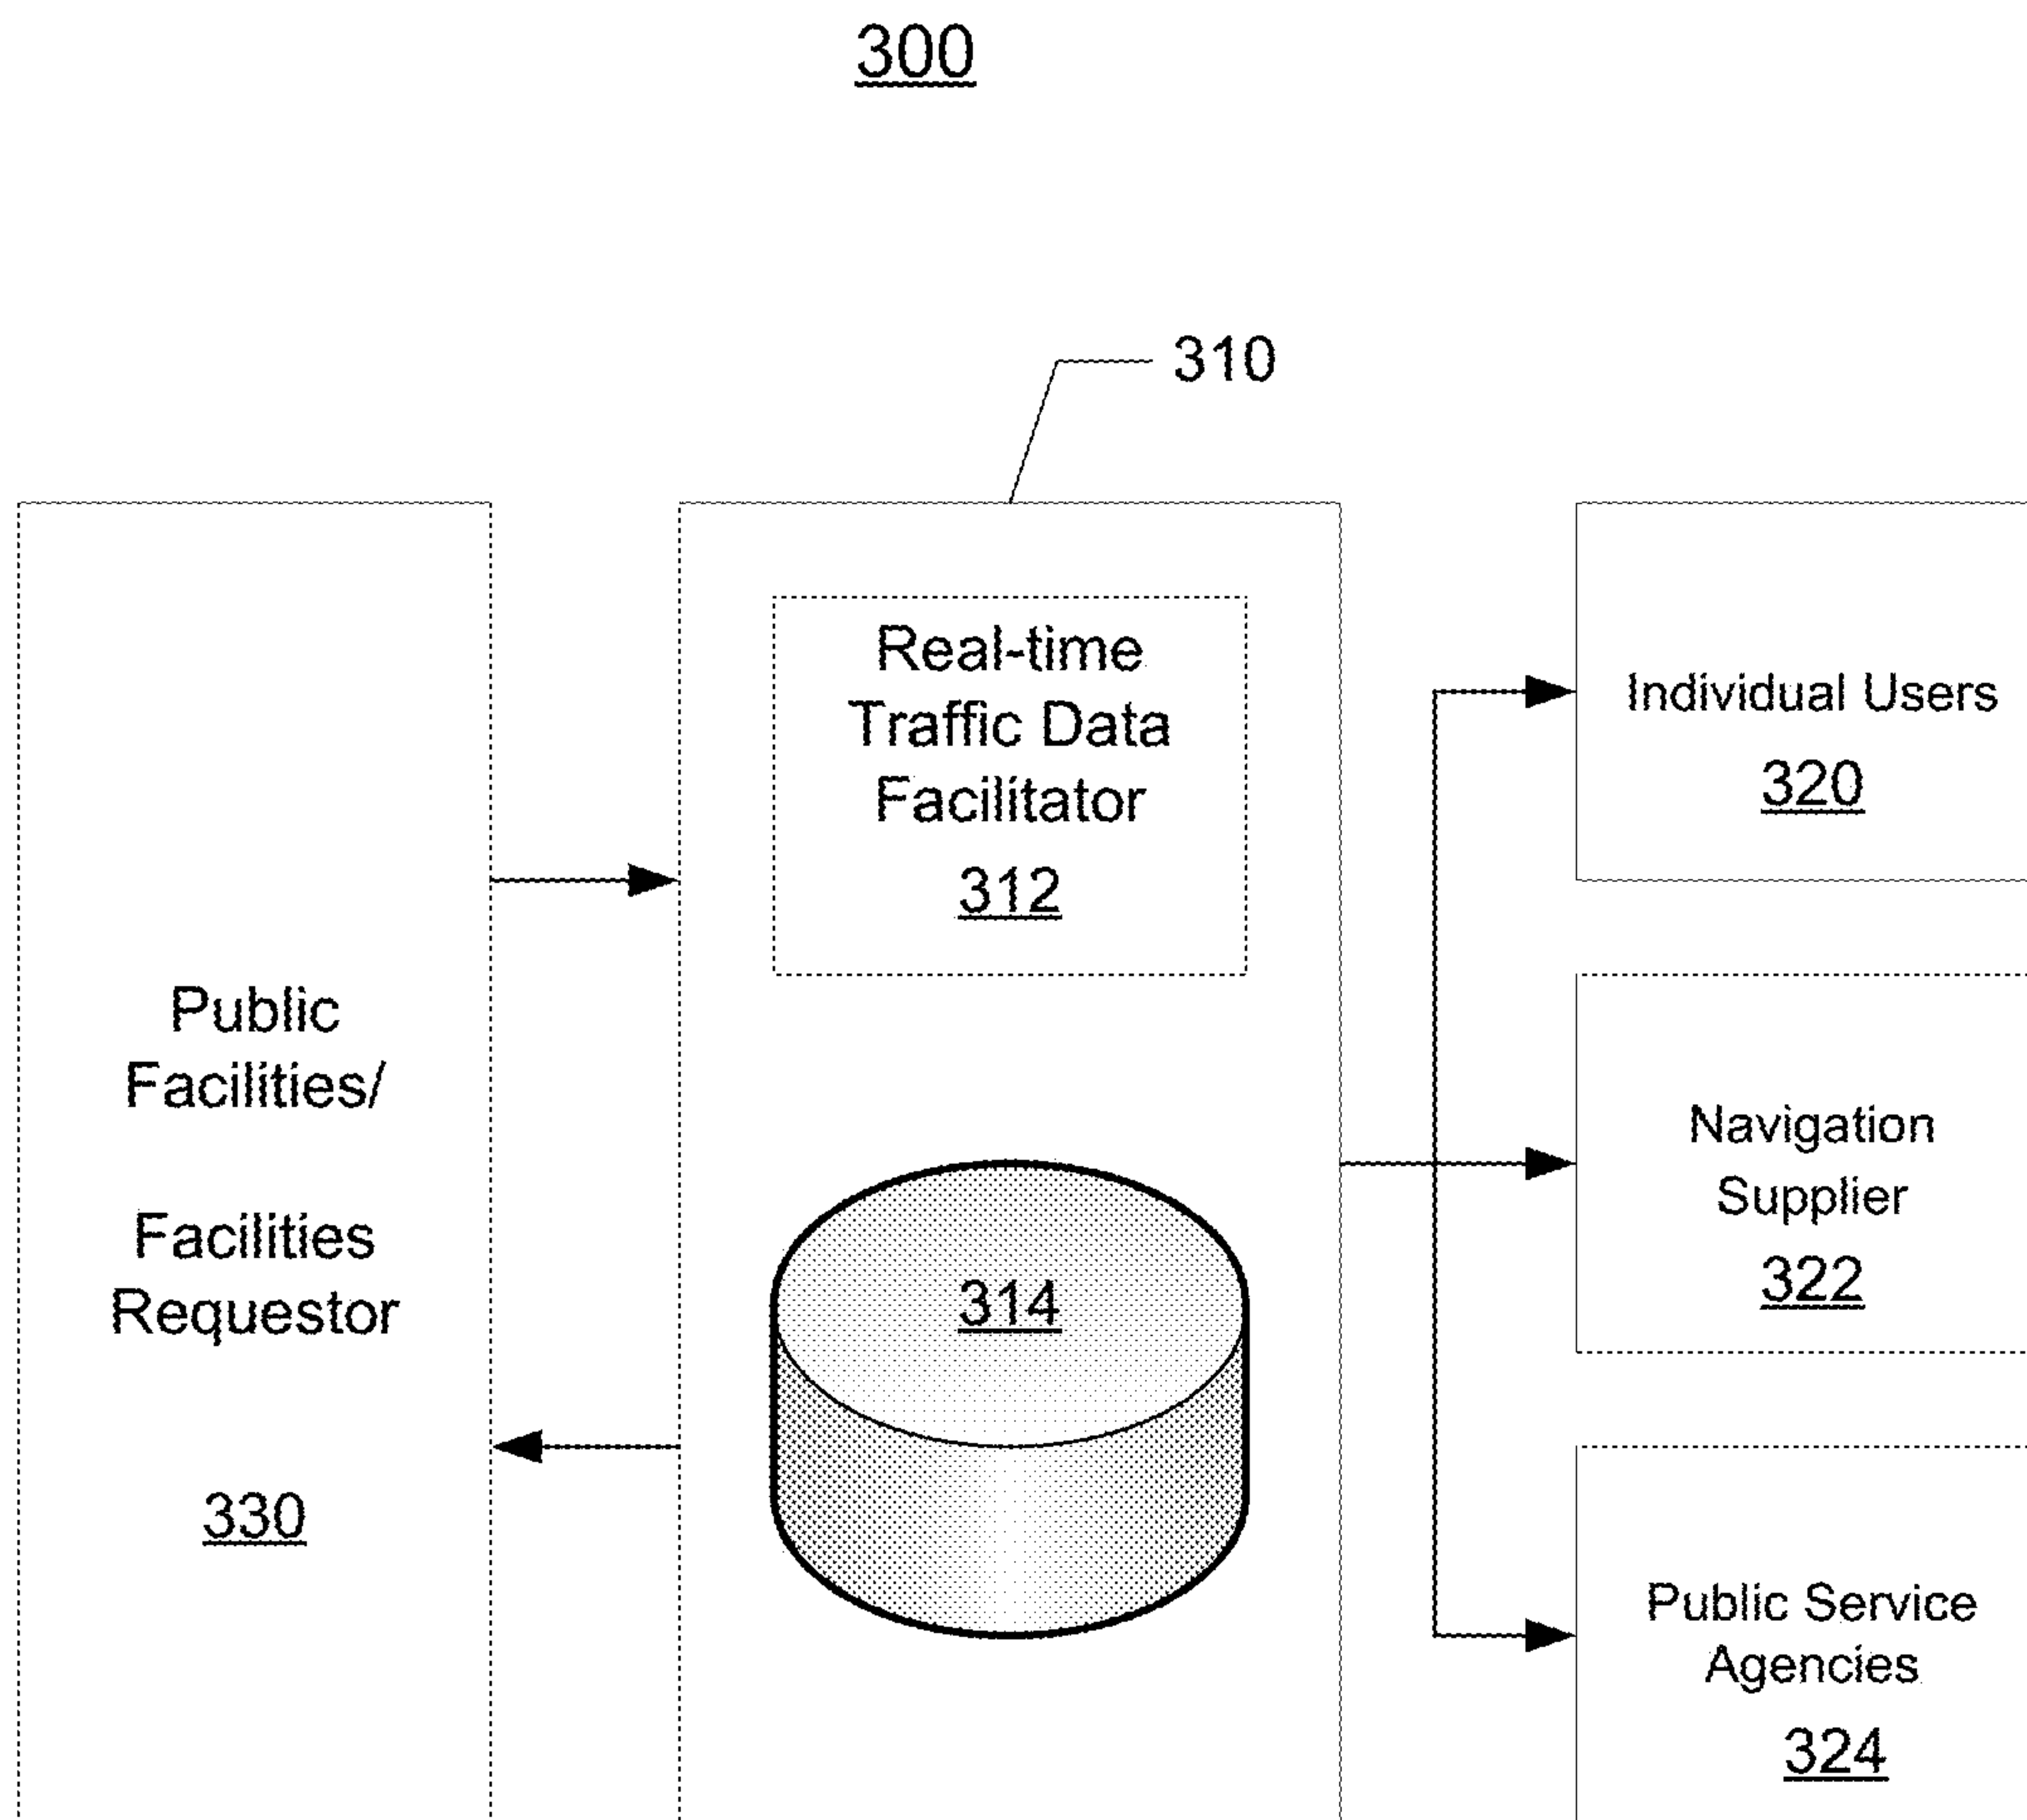 300
310
Real-time
Traffic Data
Facilitator
312
314
Public
Facilities/
Facilities
Requestor
330
Individual Users
320
Navigation
Supplier
322
Public Service
Agencies
324